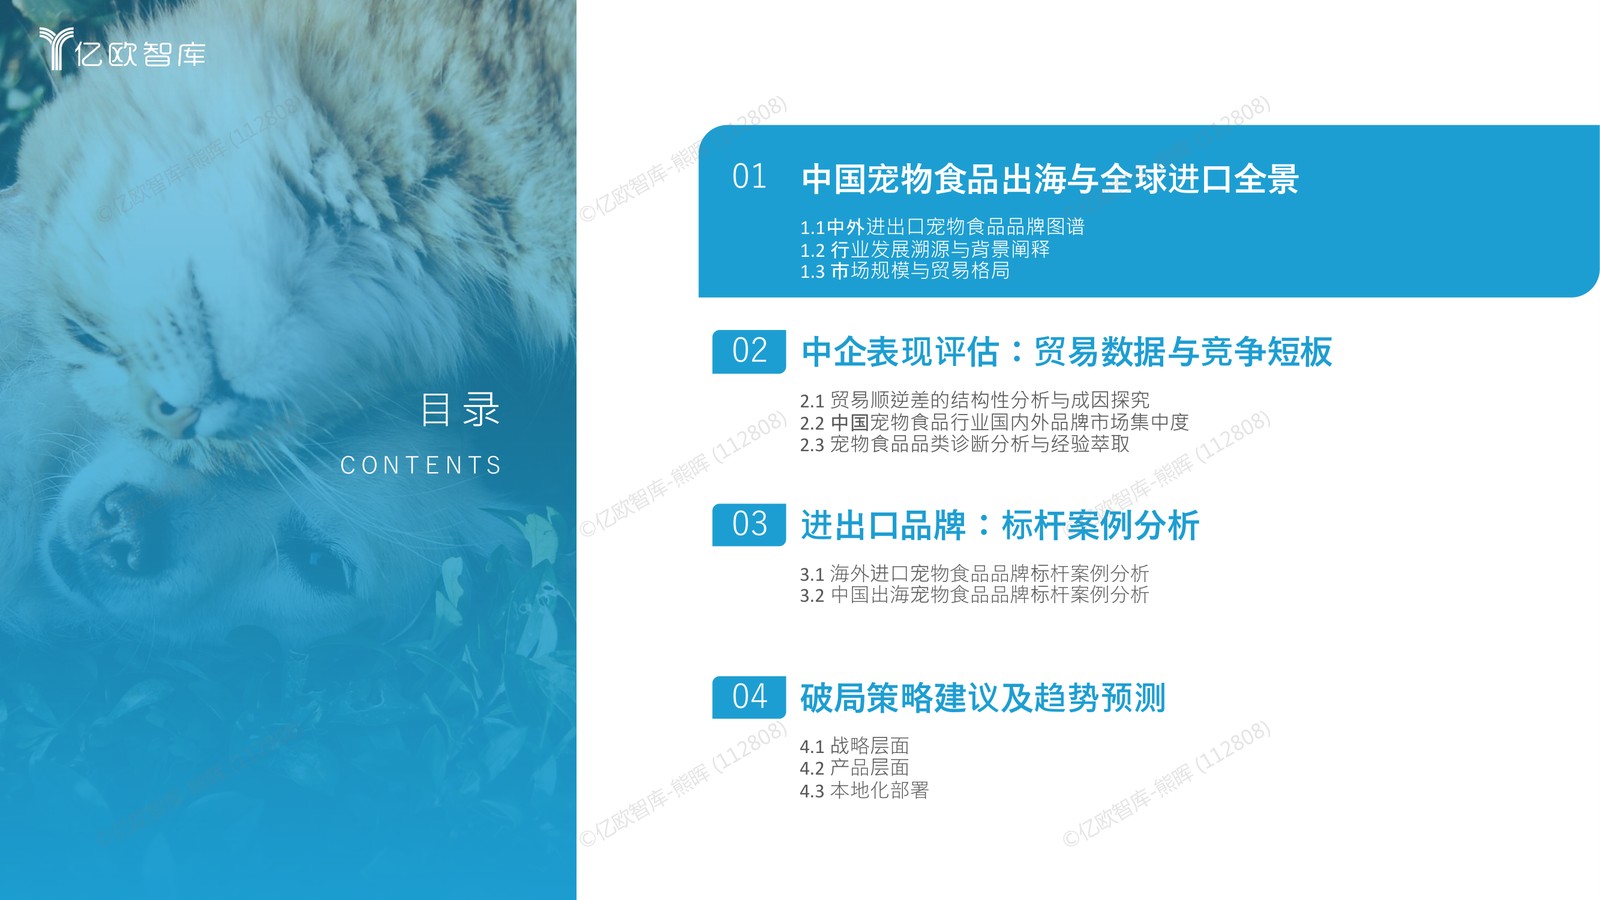 亿欧智库
目录
CONTENTS
01 中国宠物食品出海与全球进口全景
1.1中外进出口宠物食品品牌图谱
1.2 行业发展溯源与背景阐释
1.3 市场规模与贸易格局
02 中企表现评估：贸易数据与竞争短板
2.1 贸易顺逆差的结构性分析与成因探究
2.2 中国宠物食品行业国内外品牌市场集中度
2.3 宠物食品品类诊断分析与经验萃取
03 进出口品牌：标杆案例分析
3.1 海外进口宠物食品品牌标杆案例分析
3.2 中国出海宠物食品品牌标杆案例分析
04 破局策略建议及趋势预测
4.1 战略层面
4.2 产品层面
4.3 本地化部署
©亿欧智库-熊晖 (112808)
©亿欧智库-熊晖 (112808)
©亿欧智库-熊晖 (112808)
©亿欧智库-熊晖 (112808)
©亿欧智库-熊晖 (112808)